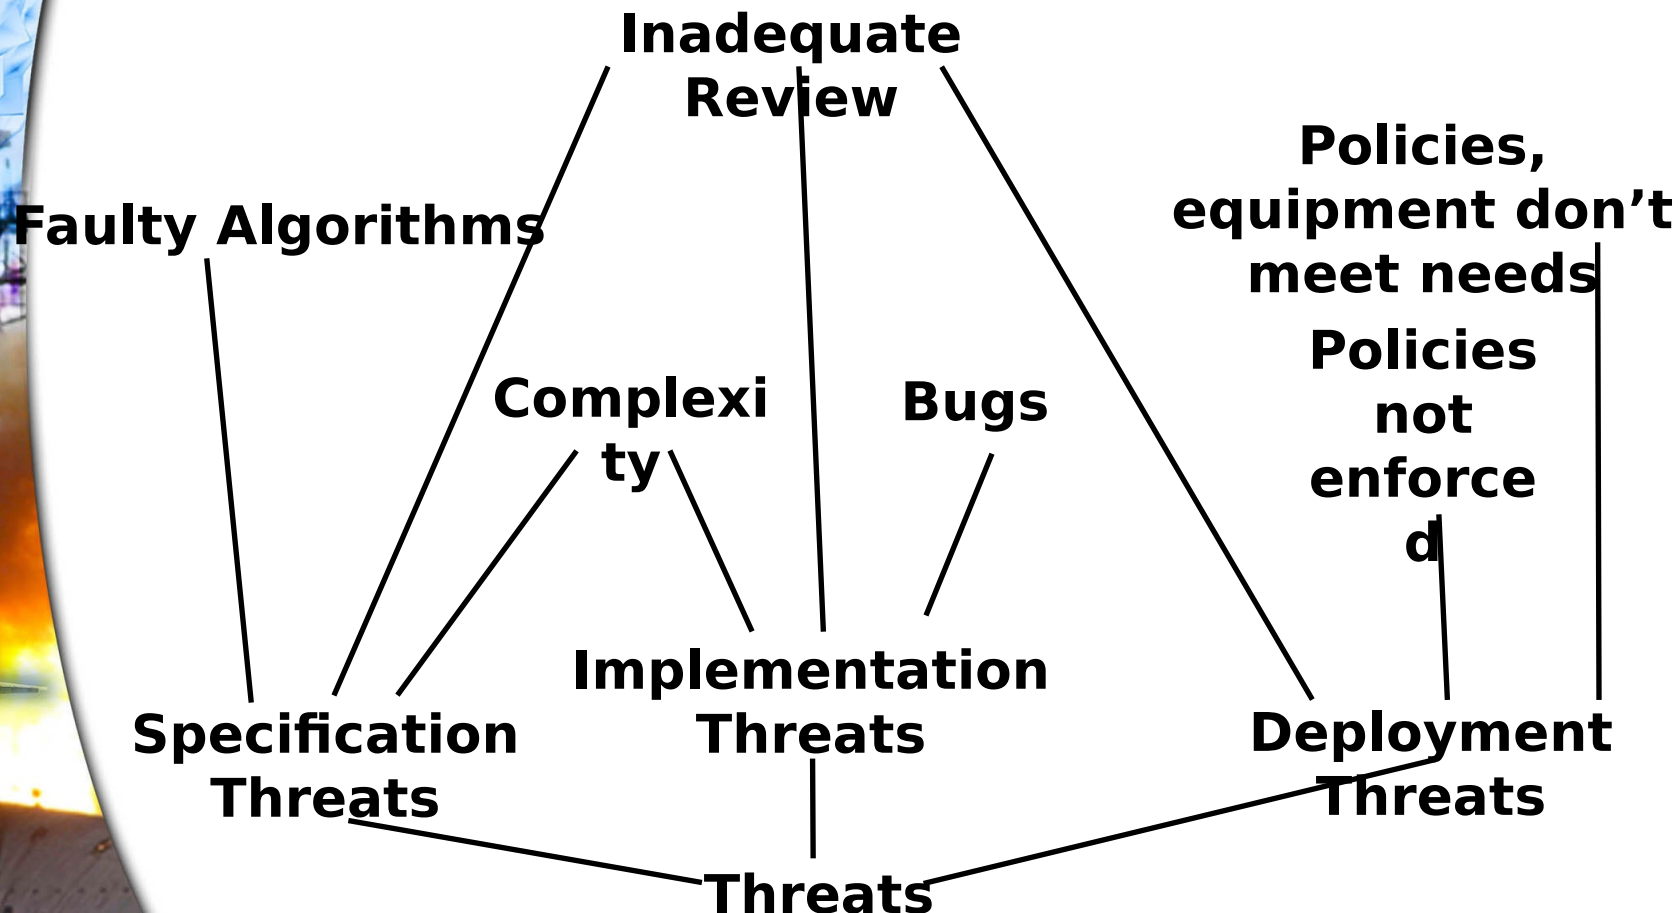 Inadequate
Review
Policies,
equipment don’t
meet needs
Faulty Algorithms
Policies
not
enforce
d
Complexi
ty
Bugs
Implementation
Threats
Specification
Threats
Deployment
Threats
Threats